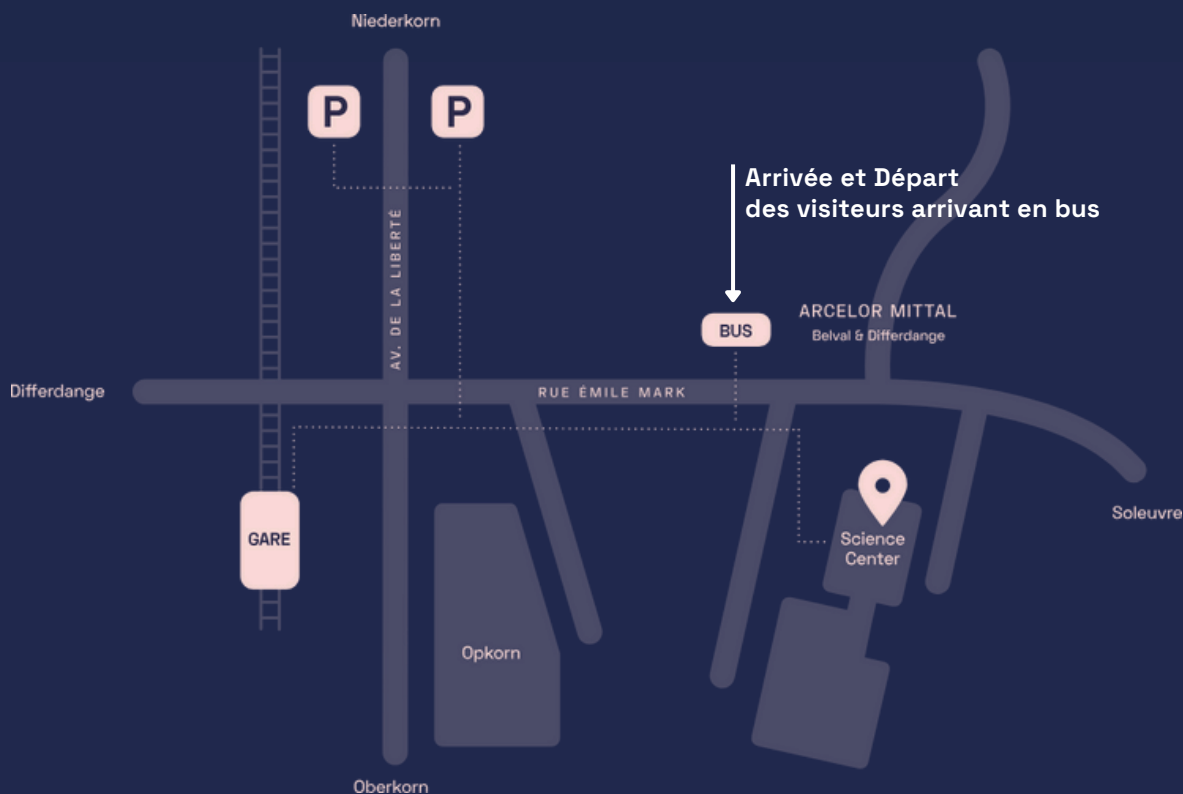 Niederkorn
P
P
Arrivée et Départ
des visiteurs arrivant en bus
AV. DE LA LIBERTÉ
ARCELOR MITTAL
BUS
Belval & Differdange
Differdange
RUE ÉMILE MARK
Soleuvre
GARE
Science
Center
Opkorn
Oberkorn